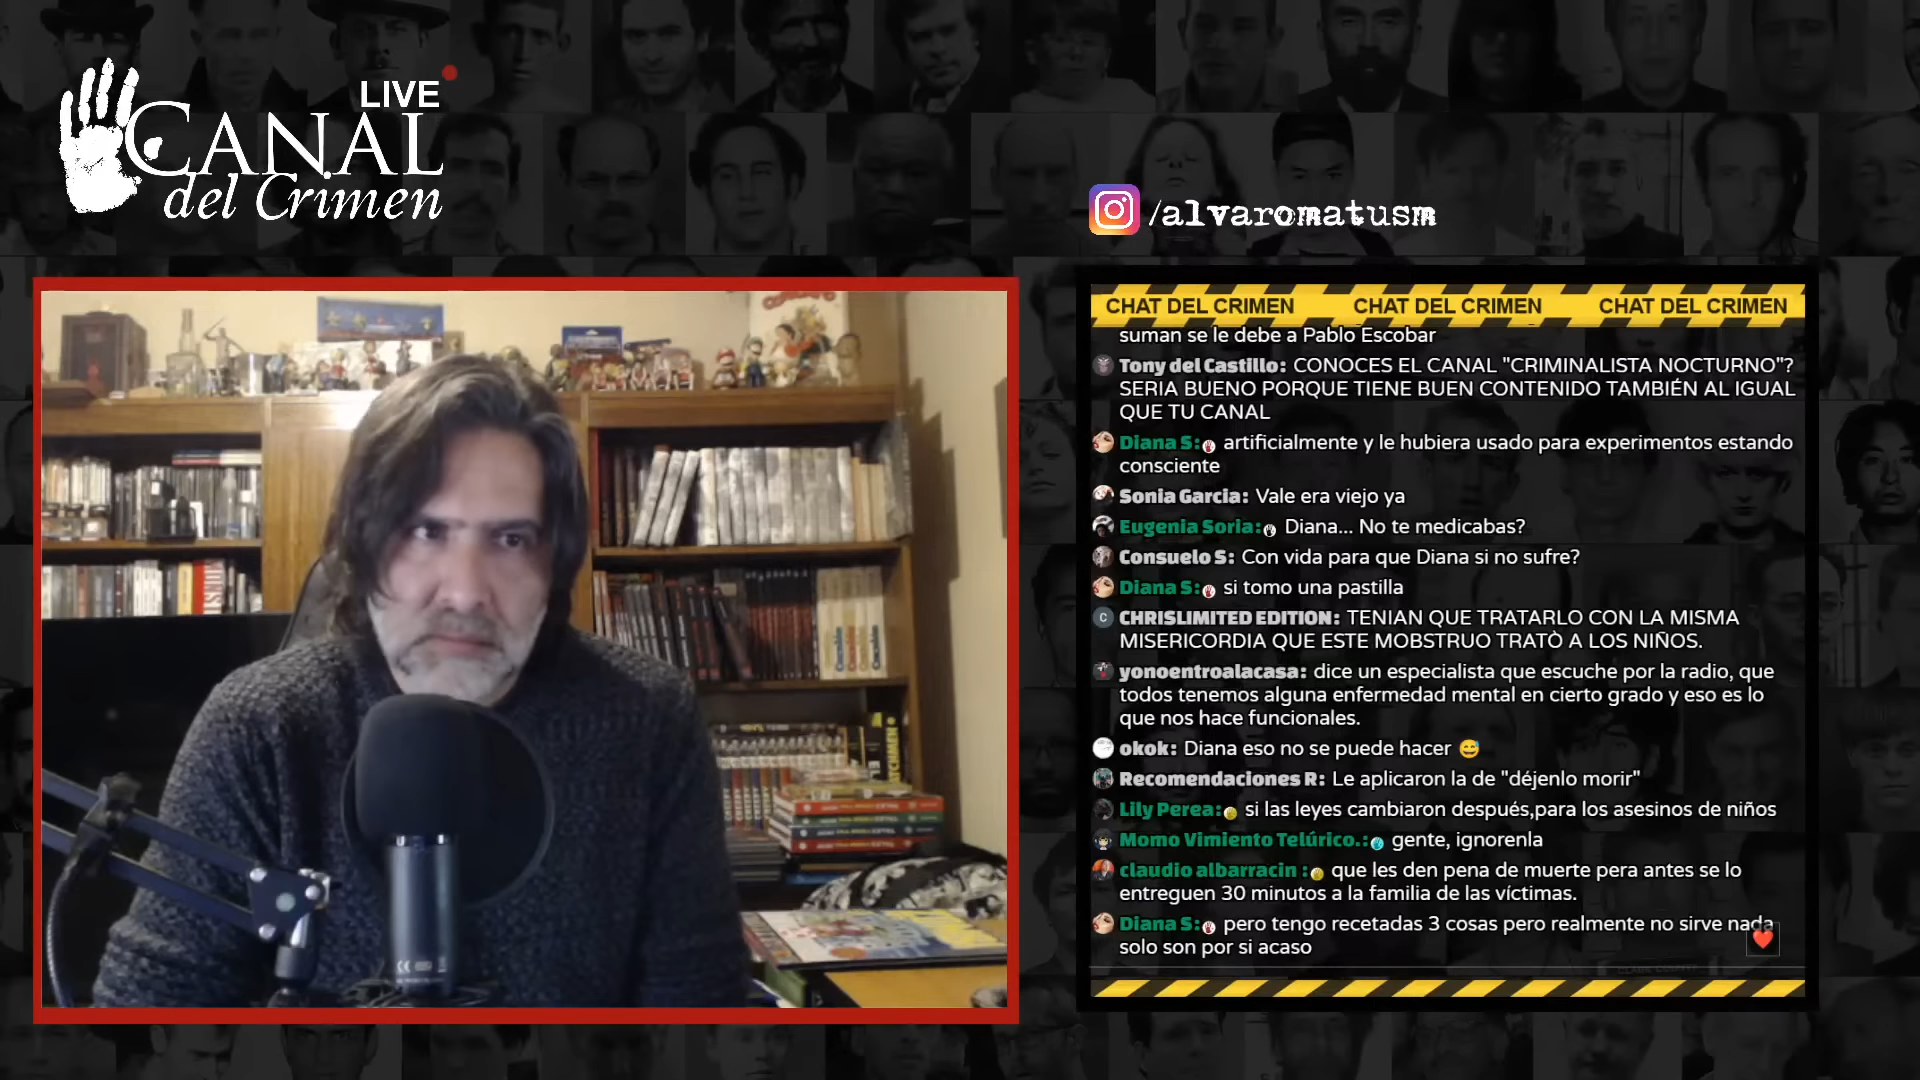 LIVE
CANAL
del Crimen
/alvaromatusm
CHAT DEL CRIMEN CHAT DEL CRIMEN CHAT DEL CRIMEN
suman se le debe a Pablo Escobar
Tony del Castillo: CONOCES EL CANAL "CRIMINALISTA NOCTURNO"?
SERIA BUENO PORQUE TIENE BUEN CONTENIDO TAMBIÉN AL IGUAL
QUE TU CANAL
Diana S: artificialmente y le hubiera usado para experimentos estando
consciente
Sonia Garcia: Vale era viejo ya
Eugenia Soria: Diana... No te medicabas?
Consuelo S: Con vida para que Diana si no sufre?
Diana S: si tomo una pastilla
C CHRISLIMITED EDITION: TENIAN QUE TRATARLO CON LA MISMA
MISERICORDIA QUE ESTE MOBSTRUO TRATÒ A LOS NIÑOS.
yonoentroalacasa: dice un especialista que escuche por la radio, que
todos tenemos alguna enfermedad mental en cierto grado y eso es lo
que nos hace funcionales.
okok: Diana eso no se puede hacer 😅
Recomendaciones R: Le aplicaron la de "déjenlo morir"
Lily Perea: si las leyes cambiaron después,para los asesinos de niños
Momo Vimiento Telúrico.: gente, ignorenla
claudio albarracin : que les den pena de muerte pera antes se lo
entreguen 30 minutos a la familia de las víctimas.
Diana S: pero tengo recetadas 3 cosas pero realmente no sirve nada
solo son por si acaso